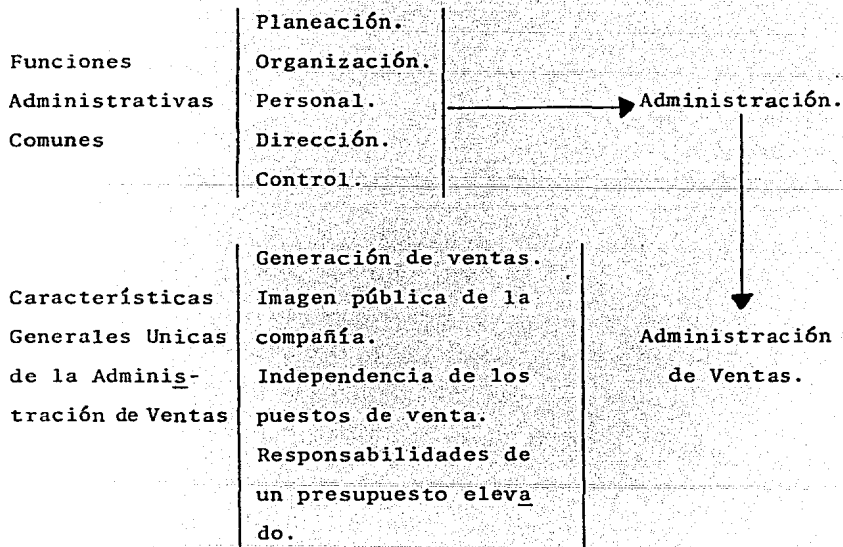 Planeación.
Funciones Organización.
Administrativas Personal. Administración.
Comunes Dirección.
Control.
Generación de ventas.
Características Imagen pública de la
Generales Unicas compañía. Administración
de la Adminis- Independencia de los de Ventas.
tración de Ventas puestos de venta.
Responsabilidades de
un presupuesto eleva
do.